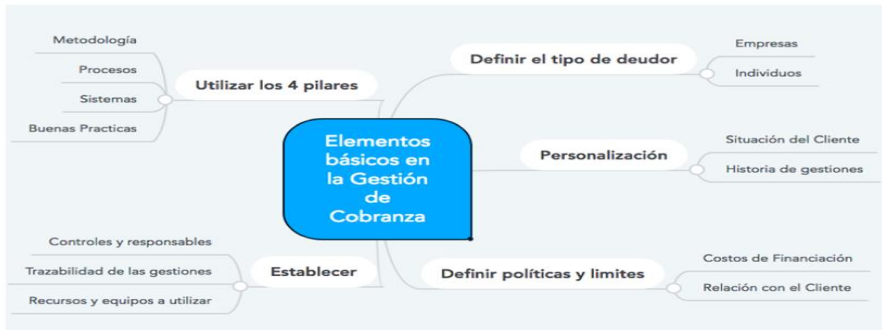 Elementos
básicos en
la Gestión
de
Cobranza
Utilizar los 4 pilares
Metodología
Procesos
Sistemas
Buenas Practicas
Definir el tipo de deudor
Empresas
Individuos
Personalización
Situación del Cliente
Historia de gestiones
Establecer
Controles y responsables
Trazabilidad de las gestiones
Recursos y equipos a utilizar
Definir políticas y limites
Costos de Financiación
Relación con el Cliente